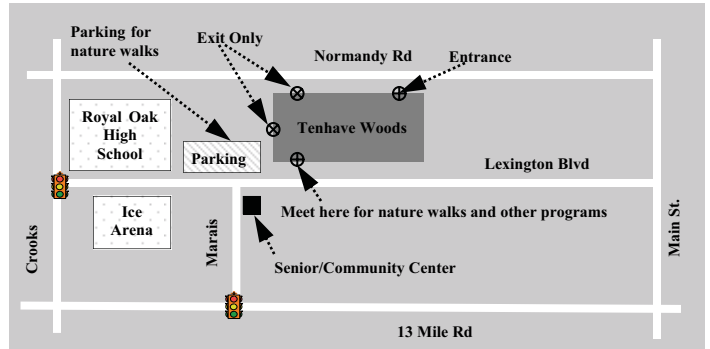 Parking for
nature walks
Exit Only
Normandy Rd
Entrance
Royal Oak
High
School
Tenhave Woods
Parking
Lexington Blvd
Ice
Arena
Meet here for nature walks and other programs
Crooks
Marais
Main St.
Senior/Community Center
13 Mile Rd